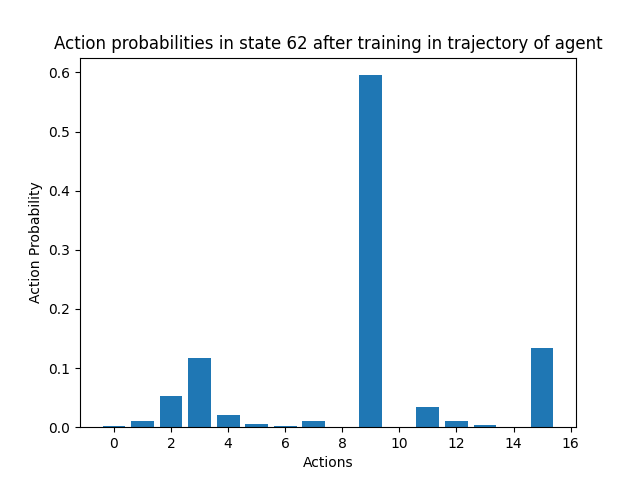 Action probabilities in state 62 after training in trajectory of agent
0.6
0.5
0.4
0.3
0.2
0.1
0.0
Action Probability
0 2 4 6 8 10 12 14 16
Actions